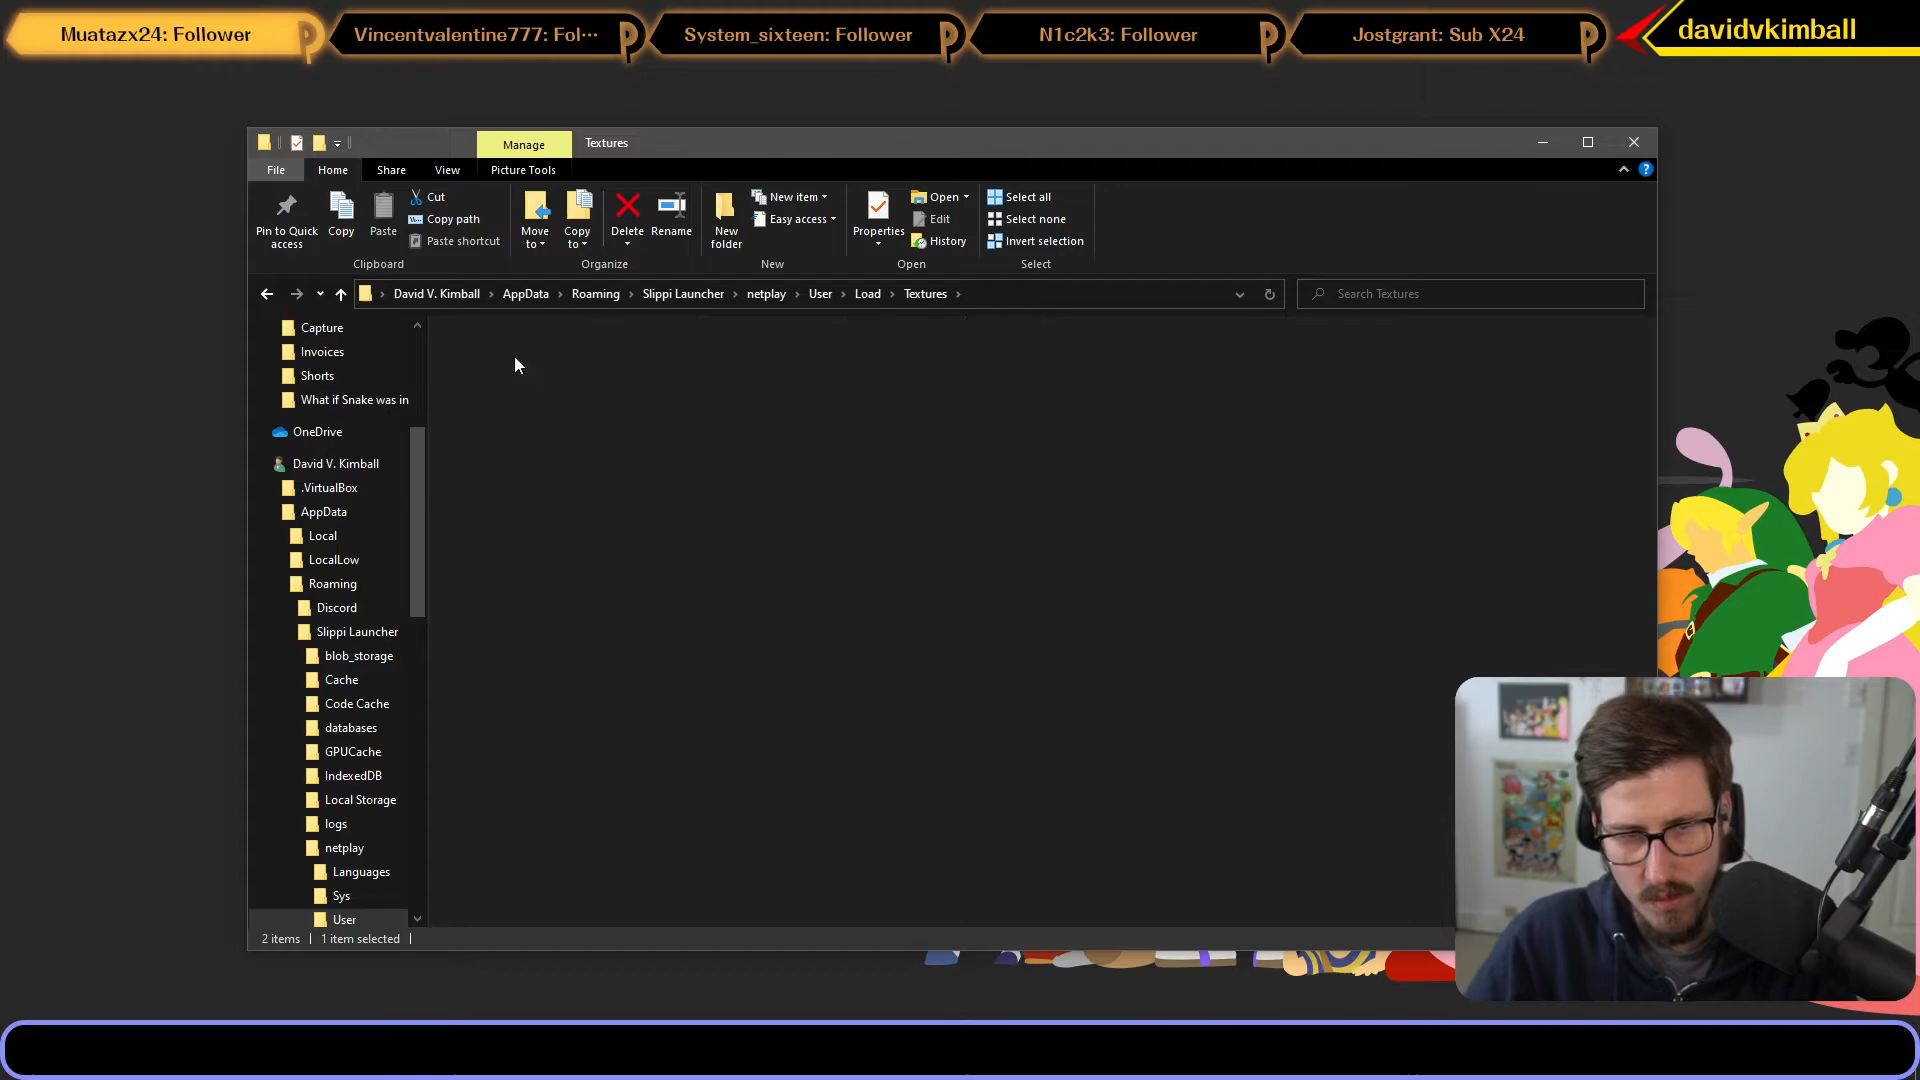 Muatazx24: Follower
Vincentvalentine777: Fol···
System_sixteen: Follower
N1c2k3: Follower
Jostgrant: Sub X24
davidvkimball
Manage
Textures
File
Home
Share
View
Picture Tools
Pin to Quick access
Copy
Paste
Cut
Copy path
Paste shortcut
Clipboard
Move to
Copy to
Delete
Rename
Organize
New folder
New item
Easy access
New
Properties
Open
Edit
History
Open
Select all
Select none
Invert selection
Select
David V. Kimball > AppData > Roaming > Slippi Launcher > netplay > User > Load > Textures >
Search Textures
Capture
Invoices
Shorts
What if Snake was in
OneDrive
David V. Kimball
.VirtualBox
AppData
Local
LocalLow
Roaming
Discord
Slippi Launcher
blob_storage
Cache
Code Cache
databases
GPUCache
IndexedDB
Local Storage
logs
netplay
Languages
Sys
User
2 items
1 item selected